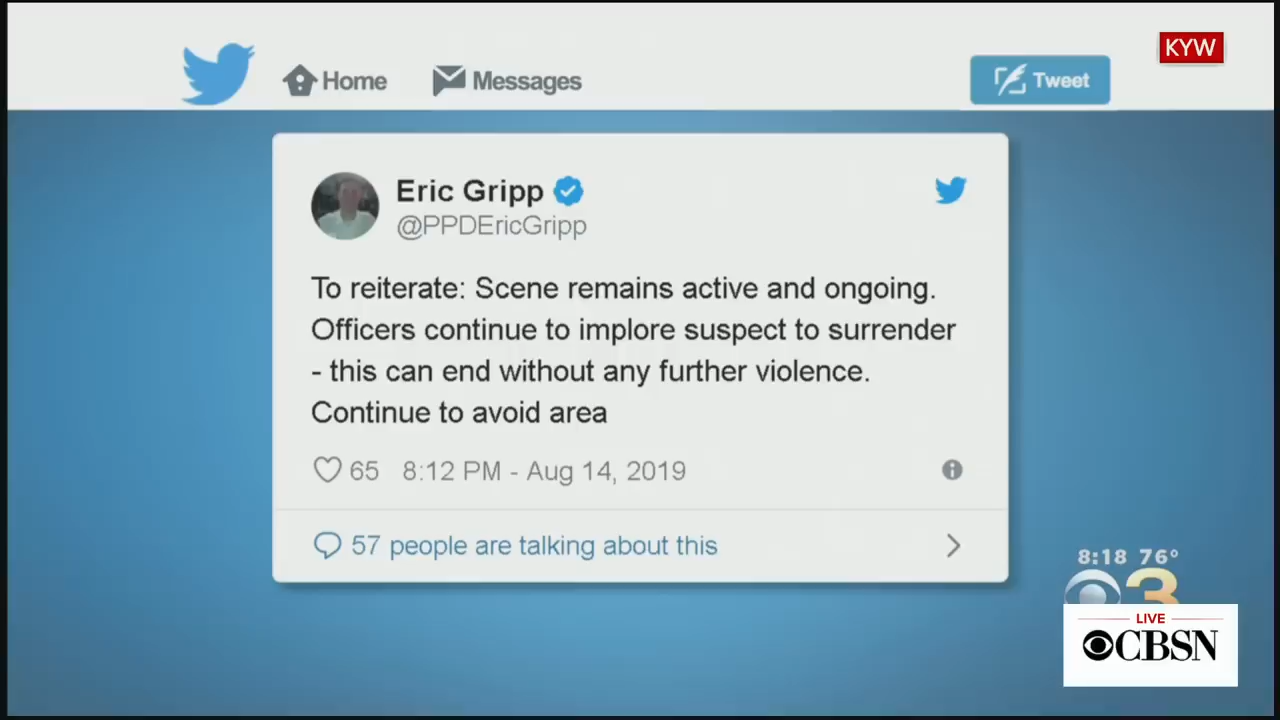 KYW
Home
Messages
Tweet
Eric Gripp
@PPDEricGripp
To reiterate: Scene remains active and ongoing.
Officers continue to implore suspect to surrender
- this can end without any further violence.
Continue to avoid area
65 8:12 PM - Aug 14, 2019
57 people are talking about this
8:18 76°
3
LIVE
CBSN